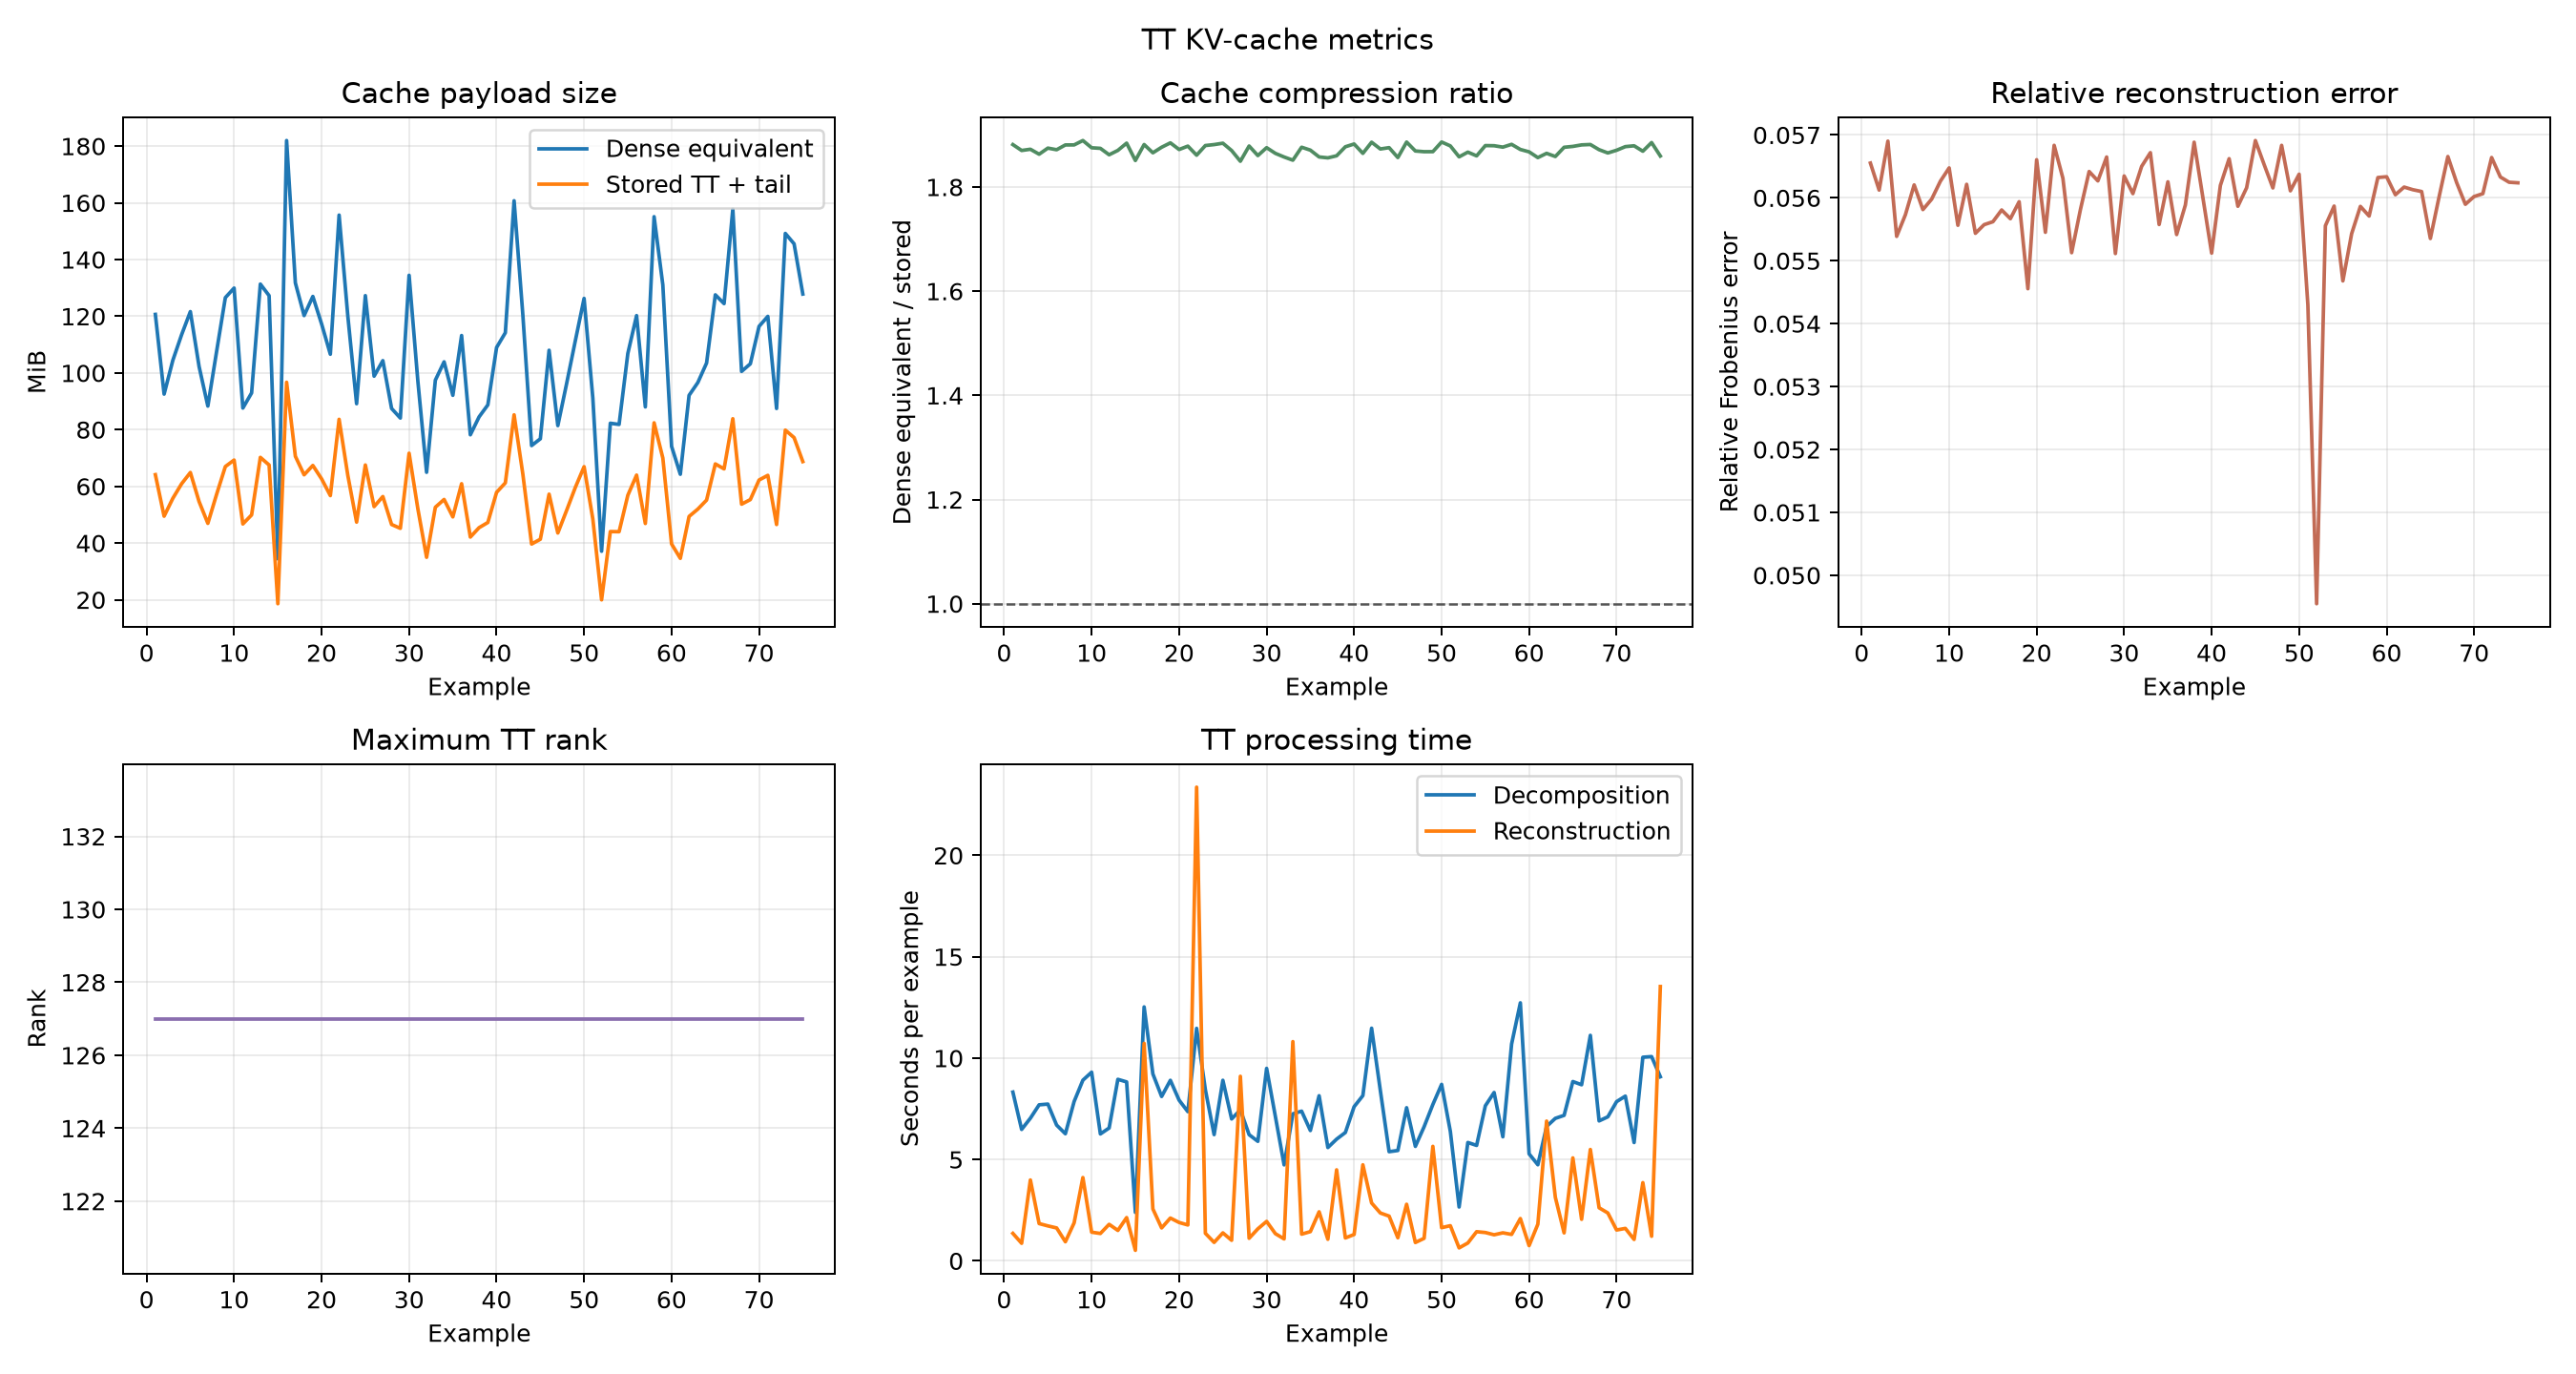 TT KV-cache metrics
Cache payload size
MiB
180
160
140
120
100
80
60
40
20
Dense equivalent
Stored TT + tail
0 10 20 30 40 50 60 70
Example
Cache compression ratio
Dense equivalent / stored
1.8
1.6
1.4
1.2
1.0
0 10 20 30 40 50 60 70
Example
Relative reconstruction error
Relative Frobenius error
0.057
0.056
0.055
0.054
0.053
0.052
0.051
0.050
0 10 20 30 40 50 60 70
Example
Maximum TT rank
Rank
132
130
128
126
124
122
0 10 20 30 40 50 60 70
Example
TT processing time
Seconds per example
20
15
10
5
0
Decomposition
Reconstruction
0 10 20 30 40 50 60 70
Example